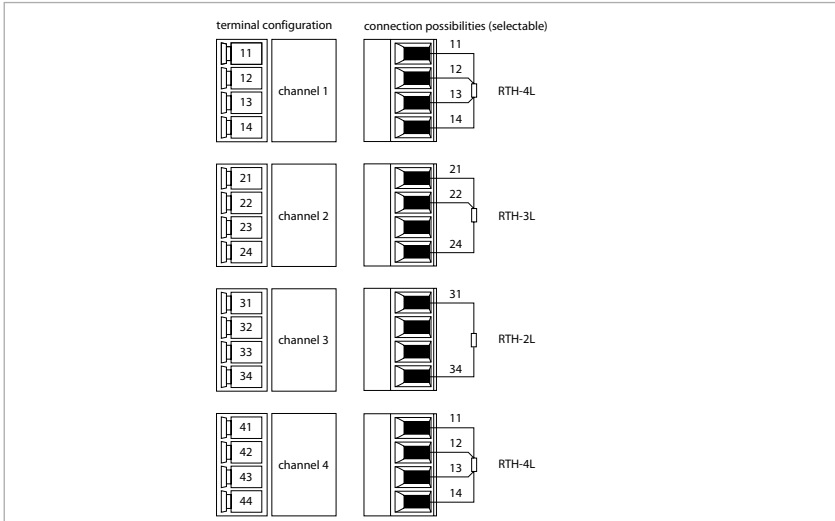 terminal configuration
connection possibilities (selectable)
11
12
13
14
channel 1
11
12
13
14
RTH-4L
21
22
23
24
channel 2
21
22
24
RTH-3L
31
32
33
34
channel 3
31
34
RTH-2L
41
42
43
44
channel 4
11
12
13
14
RTH-4L